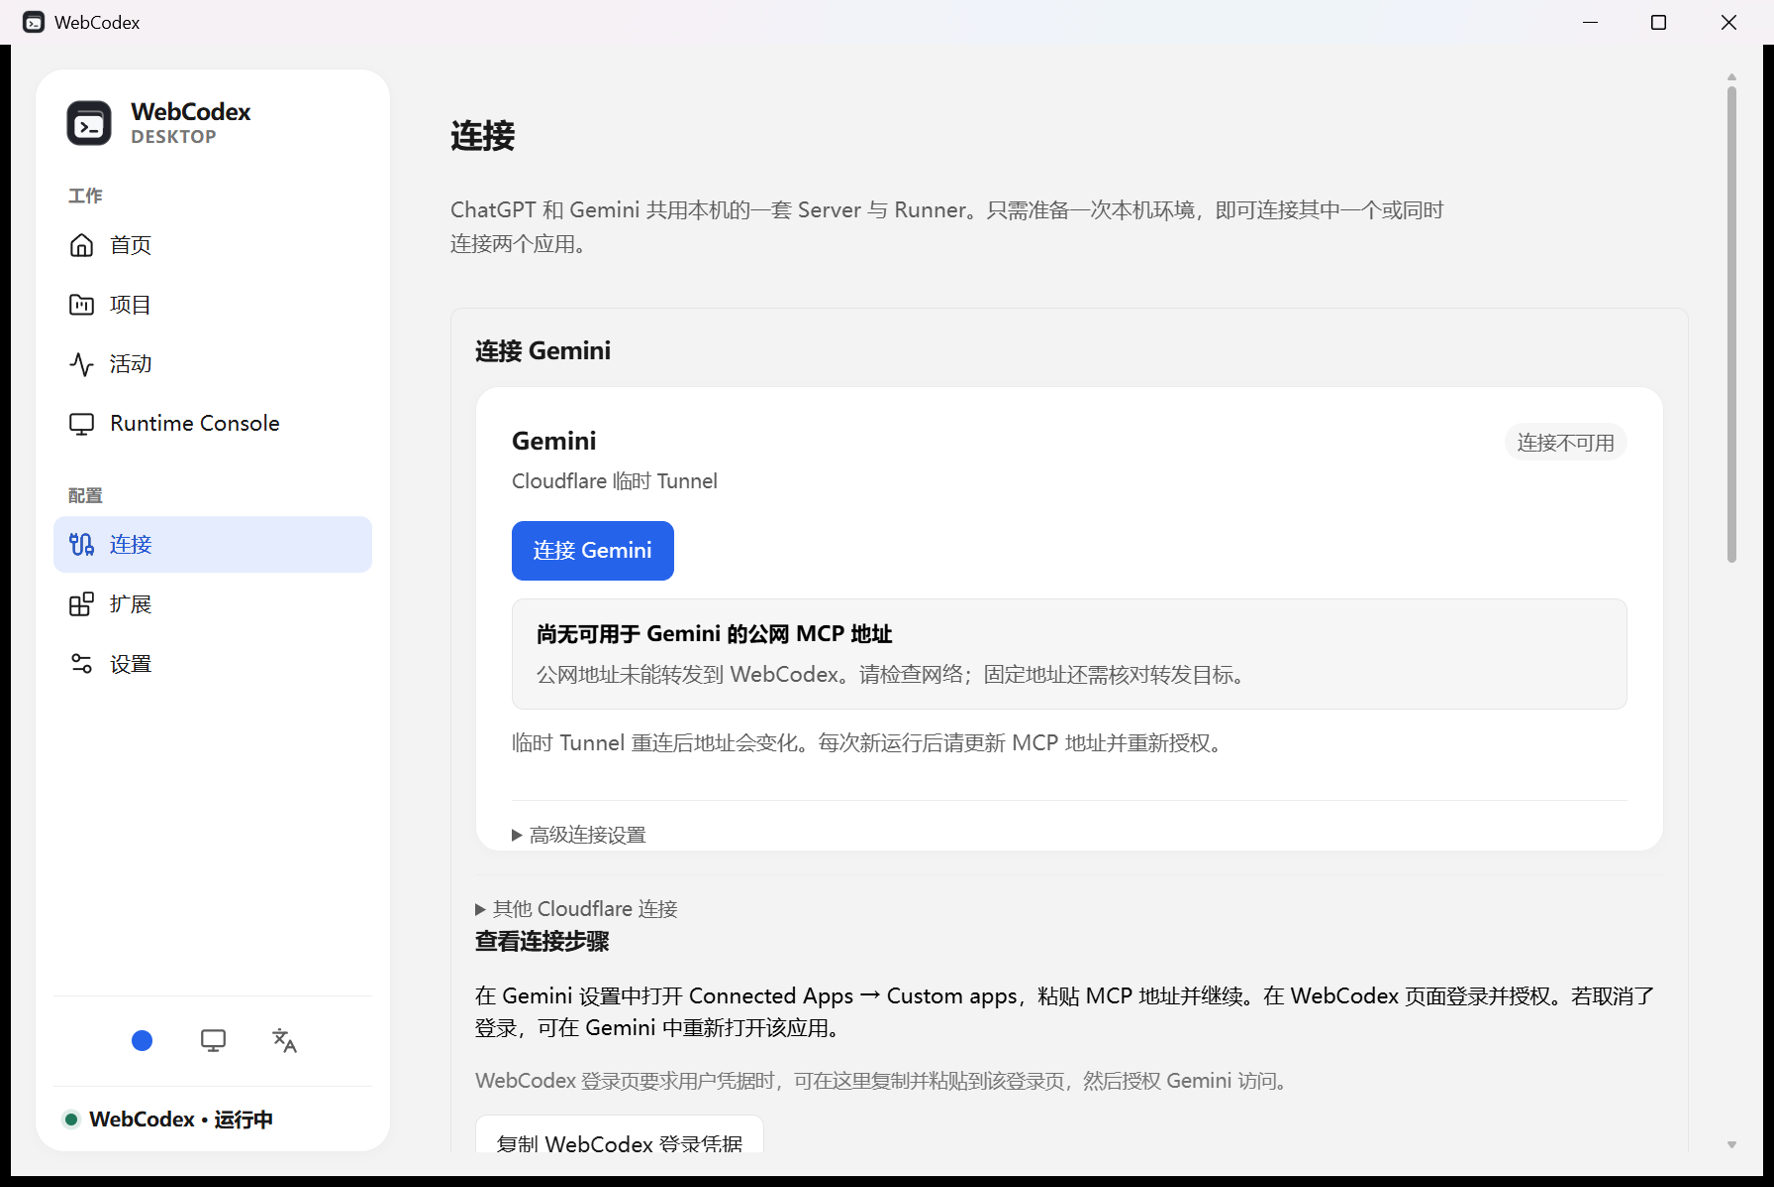 WebCodex
WebCodex
DESKTOP
工作
首页
项目
活动
Runtime Console
配置
连接
扩展
设置
WebCodex • 运行中
连接
ChatGPT 和 Gemini 共用本机的一套 Server 与 Runner。只需准备一次本机环境，即可连接其中一个或同时
连接两个应用。
连接 Gemini
Gemini
连接不可用
Cloudflare 临时 Tunnel
连接 Gemini
尚无可用于 Gemini 的公网 MCP 地址
公网地址未能转发到 WebCodex。请检查网络；固定地址还需核对转发目标。
临时 Tunnel 重连后地址会变化。每次新运行后请更新 MCP 地址并重新授权。
高级连接设置
其他 Cloudflare 连接
查看连接步骤
在 Gemini 设置中打开 Connected Apps → Custom apps，粘贴 MCP 地址并继续。在 WebCodex 页面登录并授权。若取消了
登录，可在 Gemini 中重新打开该应用。
WebCodex 登录页要求用户凭据时，可在这里复制并粘贴到该登录页，然后授权 Gemini 访问。
复制 WebCodex 登录凭据